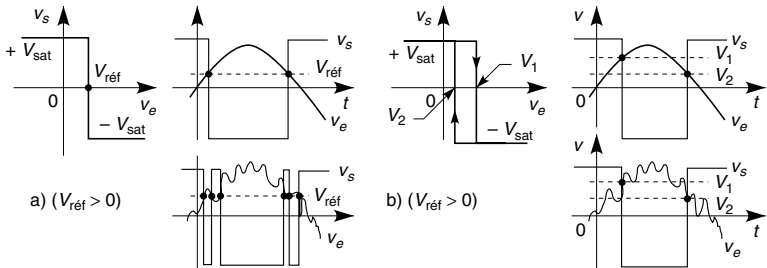 v_s
+ V_sat
V_réf
0
v_e
– V_sat
v_s
V_réf
t
v_e
a) (V_réf > 0)
v_s
V_réf
t
v_e
v_s
+ V_sat
V_1
0
V_2
v_e
– V_sat
b) (V_réf > 0)
v
v_s
V_1
V_2
0
t
v_e
v
v_s
V_1
V_2
0
t
v_e